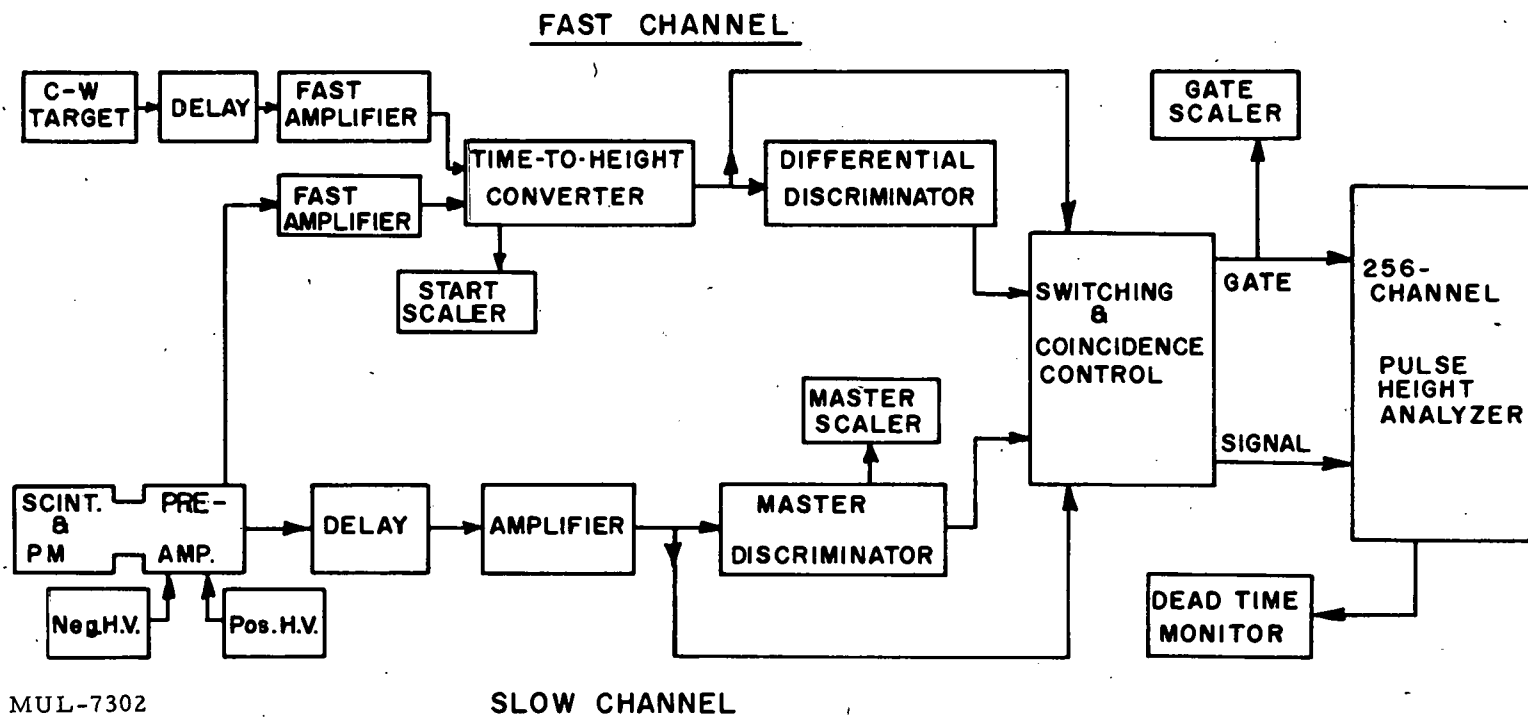 FAST CHANNEL
C-W
TARGET
DELAY
FAST
AMPLIFIER
FAST
AMPLIFIER
TIME-TO-HEIGHT
CONVERTER
START
SCALER
DIFFERENTIAL
DISCRIMINATOR
GATE
SCALER
SWITCHING
&
COINCIDENCE
CONTROL
GATE
SIGNAL
256-
CHANNEL
PULSE
HEIGHT
ANALYZER
MASTER
SCALER
SCINT.
&
PM
PRE-
AMP.
DELAY
AMPLIFIER
MASTER
DISCRIMINATOR
Neg.H.V.
Pos.H.V.
DEAD TIME
MONITOR
MUL-7302
SLOW CHANNEL